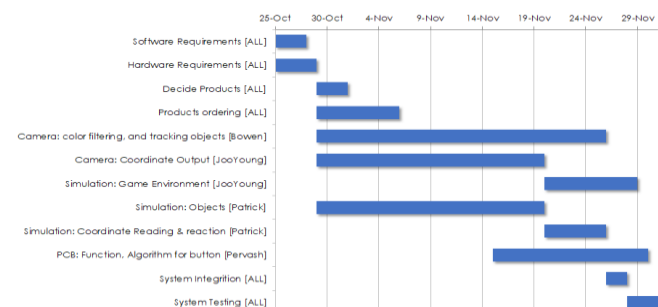 25-Oct 30-Oct 4-Nov 9-Nov 14-Nov 19-Nov 24-Nov 29-Nov
Software Requirements [ALL]
Hardware Requirements [ALL]
Decide Products [ALL]
Products ordering [ALL]
Camera: color filtering, and tracking objects [Bowen]
Camera: Coordinate Output [JooYoung]
Simulation: Game Environment [JooYoung]
Simulation: Objects [Patrick]
Simulation: Coordinate Reading & reaction [Patrick]
PCB: Function, Algorithm for button [Pervash]
System Integrition [ALL]
System Testing [ALL]